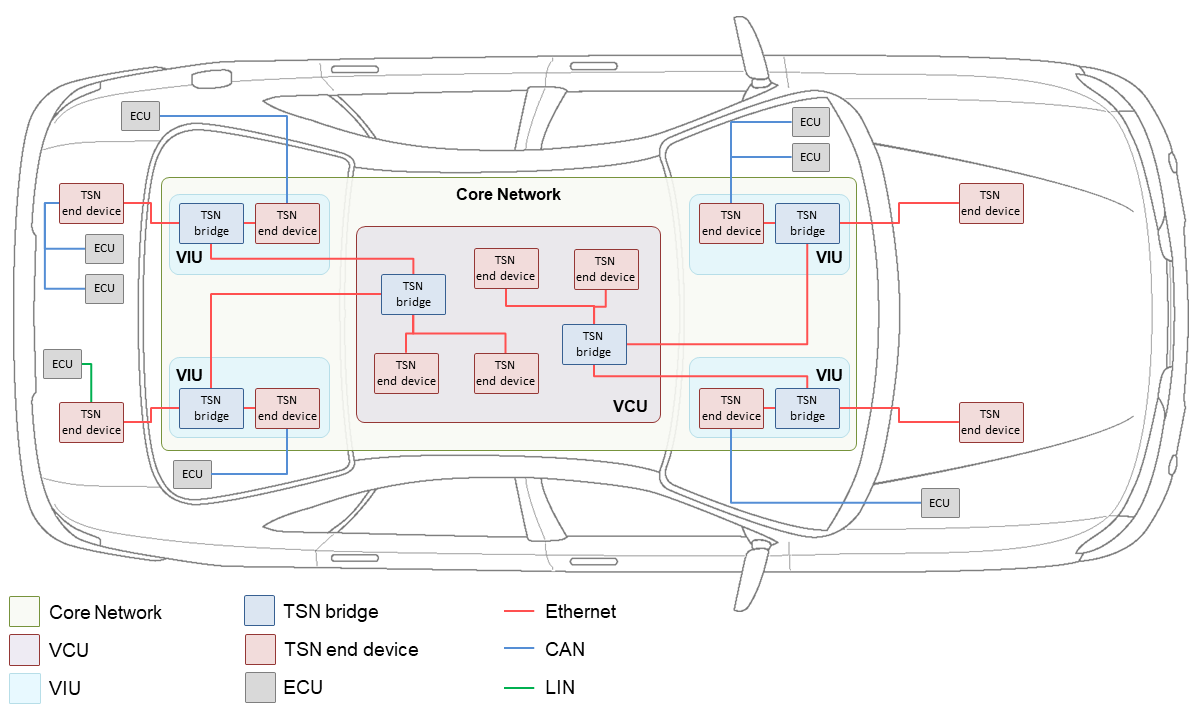 ECU
ECU
ECU
Core Network
TSN
end device
TSN
bridge
TSN
end device
VIU
ECU
ECU
TSN
end device
TSN
bridge
VIU
TSN
end device
TSN
end device
TSN
end device
TSN
bridge
TSN
bridge
TSN
end device
TSN
end device
VCU
ECU
TSN
end device
VIU
TSN
bridge
TSN
end device
ECU
VIU
TSN
end device
TSN
bridge
TSN
end device
ECU
Core Network
VCU
VIU
TSN bridge
TSN end device
ECU
Ethernet
CAN
LIN